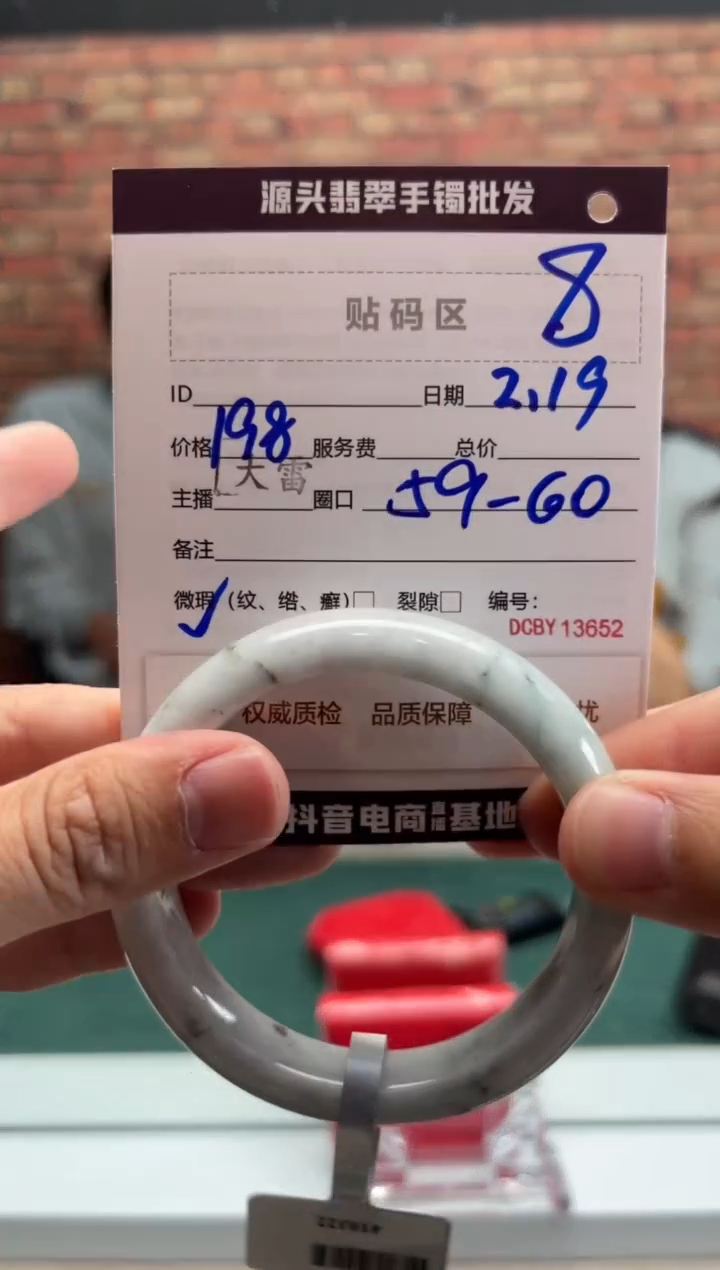 源头翡翠手镯批发
8
贴码区
ID 日期 2.19
价格 198 服务费 总价
大雷
主播 圈口 59-60
备注
微瑕 ✓ (纹、绺、癣)□ 裂隙□ 编号:
DCBY 13652
权威质检 品质保障 忧
抖音电商直播基地